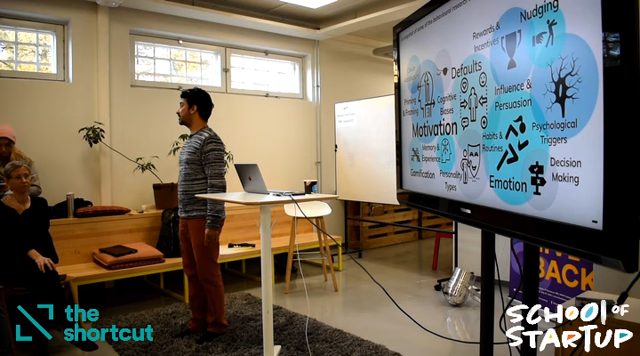 Nudging
Rewards &
Incentives
Defaults
Cognitive
Biases
Influence &
Persuasion
Motivation
Habits &
Routines
Psychological
Triggers
Memory &
Experience
Gamification
Personality
Types
Emotion
Decision
Making
BACK
the
shortcut
SCHOOL OF
STARTUP